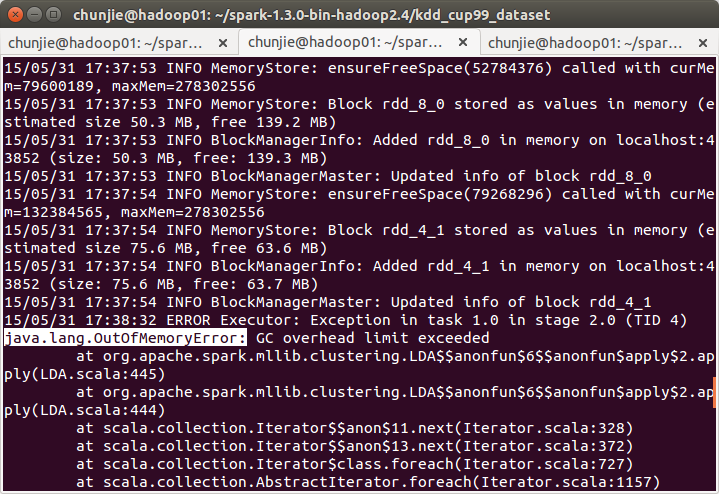 chunjie@hadoop01: ~/spark-1.3.0-bin-hadoop2.4/kdd_cup99_dataset
chunjie@hadoop01: ~/spar... chunjie@hadoop01: ~/spar... chunjie@hadoop01: ~/spar...
15/05/31 17:37:53 INFO MemoryStore: ensureFreeSpace(52784376) called with curMe
m=79600189, maxMem=278302556
15/05/31 17:37:53 INFO MemoryStore: Block rdd_8_0 stored as values in memory (e
stimated size 50.3 MB, free 139.2 MB)
15/05/31 17:37:53 INFO BlockManagerInfo: Added rdd_8_0 in memory on localhost:4
3852 (size: 50.3 MB, free: 139.3 MB)
15/05/31 17:37:53 INFO BlockManagerMaster: Updated info of block rdd_8_0
15/05/31 17:37:54 INFO MemoryStore: ensureFreeSpace(79268296) called with curMe
m=132384565, maxMem=278302556
15/05/31 17:37:54 INFO MemoryStore: Block rdd_4_1 stored as values in memory (e
stimated size 75.6 MB, free 63.6 MB)
15/05/31 17:37:54 INFO BlockManagerInfo: Added rdd_4_1 in memory on localhost:4
3852 (size: 75.6 MB, free: 63.7 MB)
15/05/31 17:37:54 INFO BlockManagerMaster: Updated info of block rdd_4_1
15/05/31 17:38:32 ERROR Executor: Exception in task 1.0 in stage 2.0 (TID 4)
java.lang.OutOfMemoryError: GC overhead limit exceeded
at org.apache.spark.mllib.clustering.LDA$$anonfun$6$$anonfun$apply$2.ap
ply(LDA.scala:445)
at org.apache.spark.mllib.clustering.LDA$$anonfun$6$$anonfun$apply$2.ap
ply(LDA.scala:444)
at scala.collection.Iterator$$anon$11.next(Iterator.scala:328)
at scala.collection.Iterator$$anon$13.next(Iterator.scala:372)
at scala.collection.Iterator$class.foreach(Iterator.scala:727)
at scala.collection.AbstractIterator.foreach(Iterator.scala:1157)